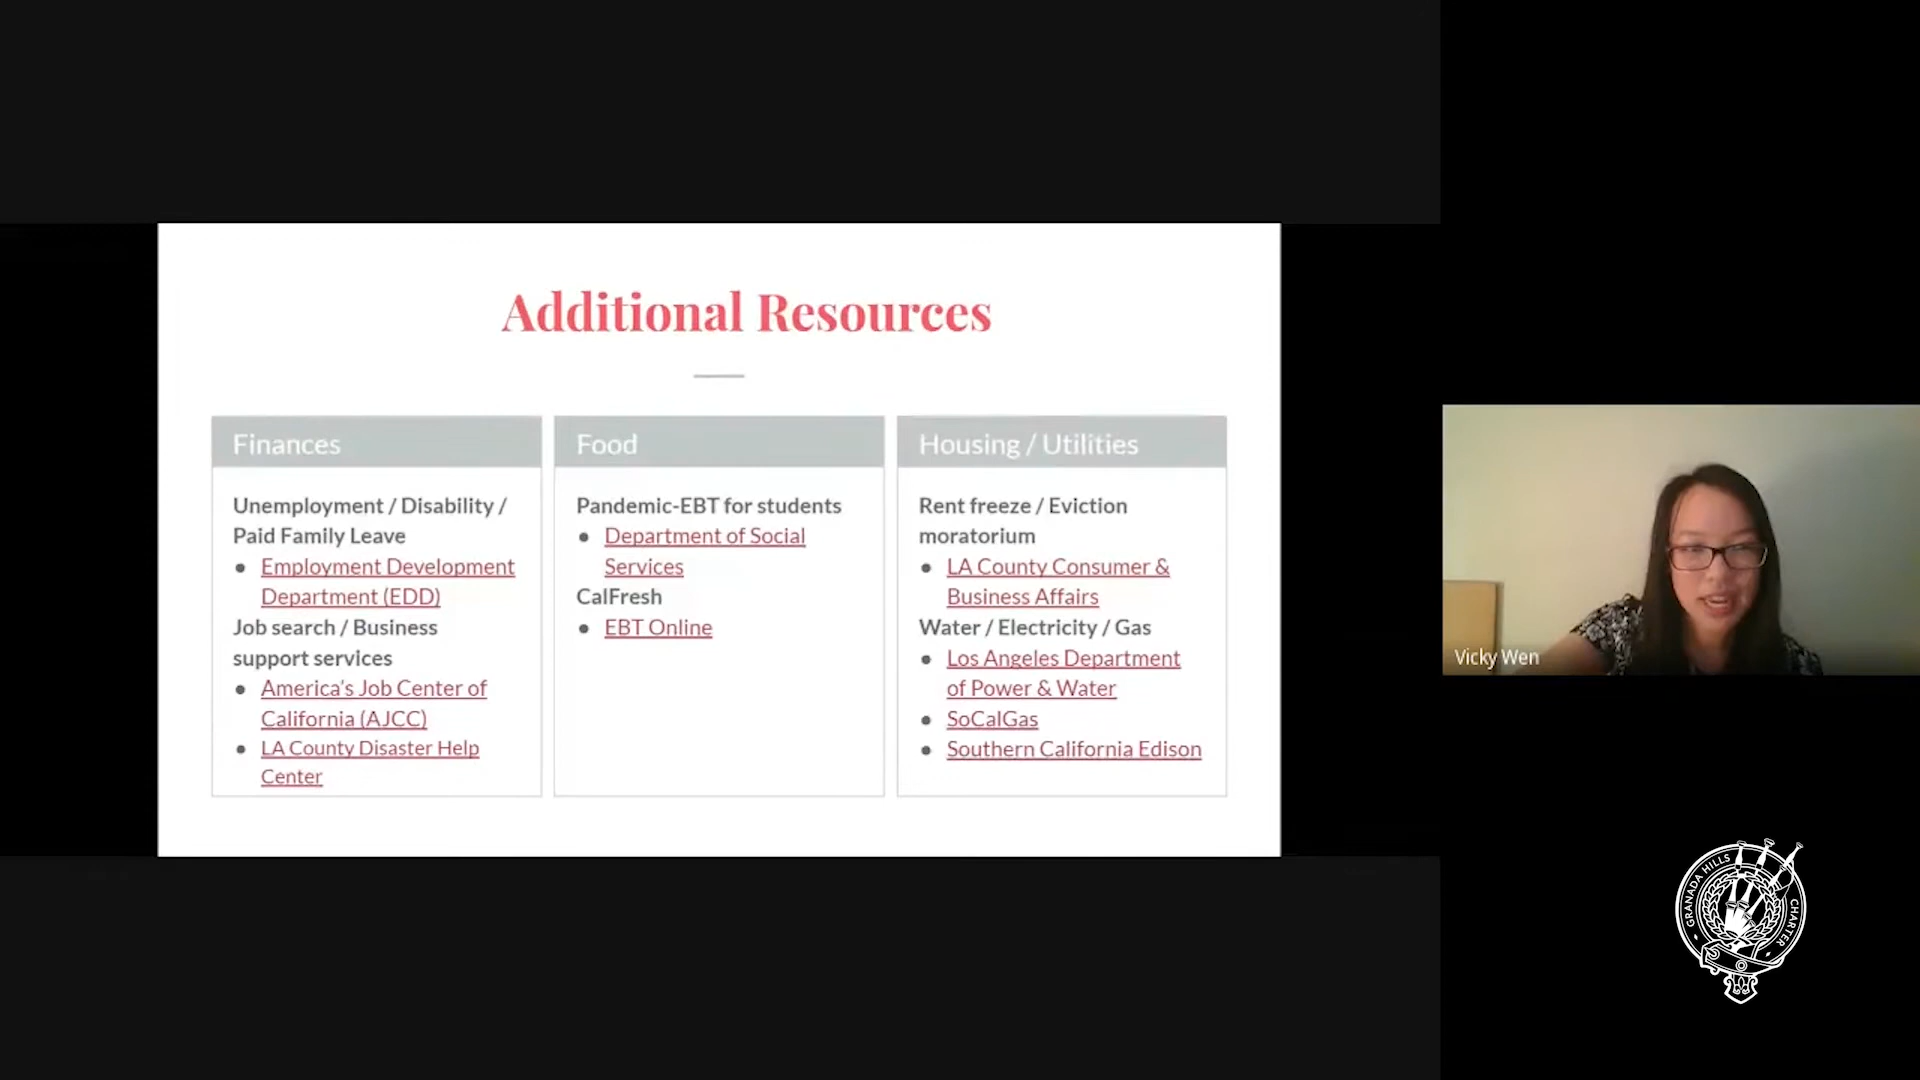 Additional Resources
Finances
Unemployment / Disability /
Paid Family Leave
Employment Development
Department (EDD)
Job search / Business
support services
America's Job Center of
California (AJCC)
LA County Disaster Help
Center
Food
Pandemic-EBT for students
Department of Social
Services
CalFresh
EBT Online
Housing / Utilities
Rent freeze / Eviction
moratorium
LA County Consumer &
Business Affairs
Water / Electricity / Gas
Los Angeles Department
of Power & Water
SoCalGas
Southern California Edison
Vicky Wen
GRANADA HILLS
CHARTER